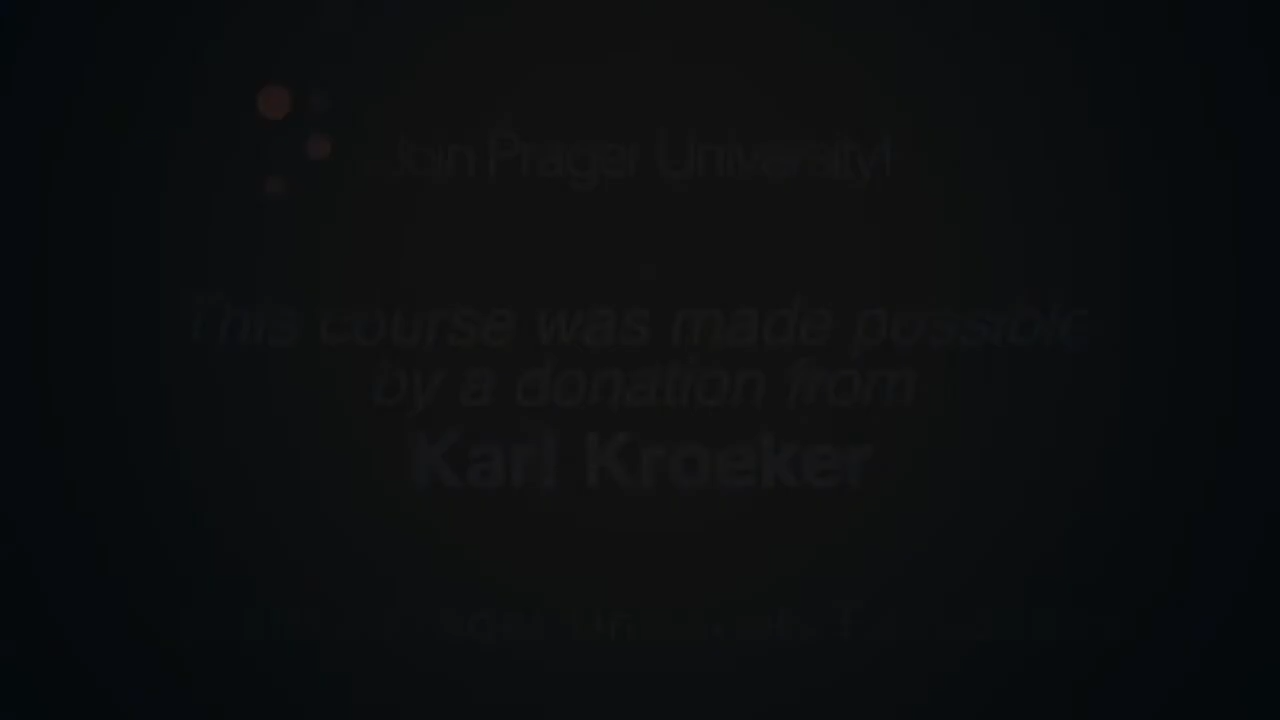 Join Prager University!
This course was made possible
by a donation from
Karl Kroeker